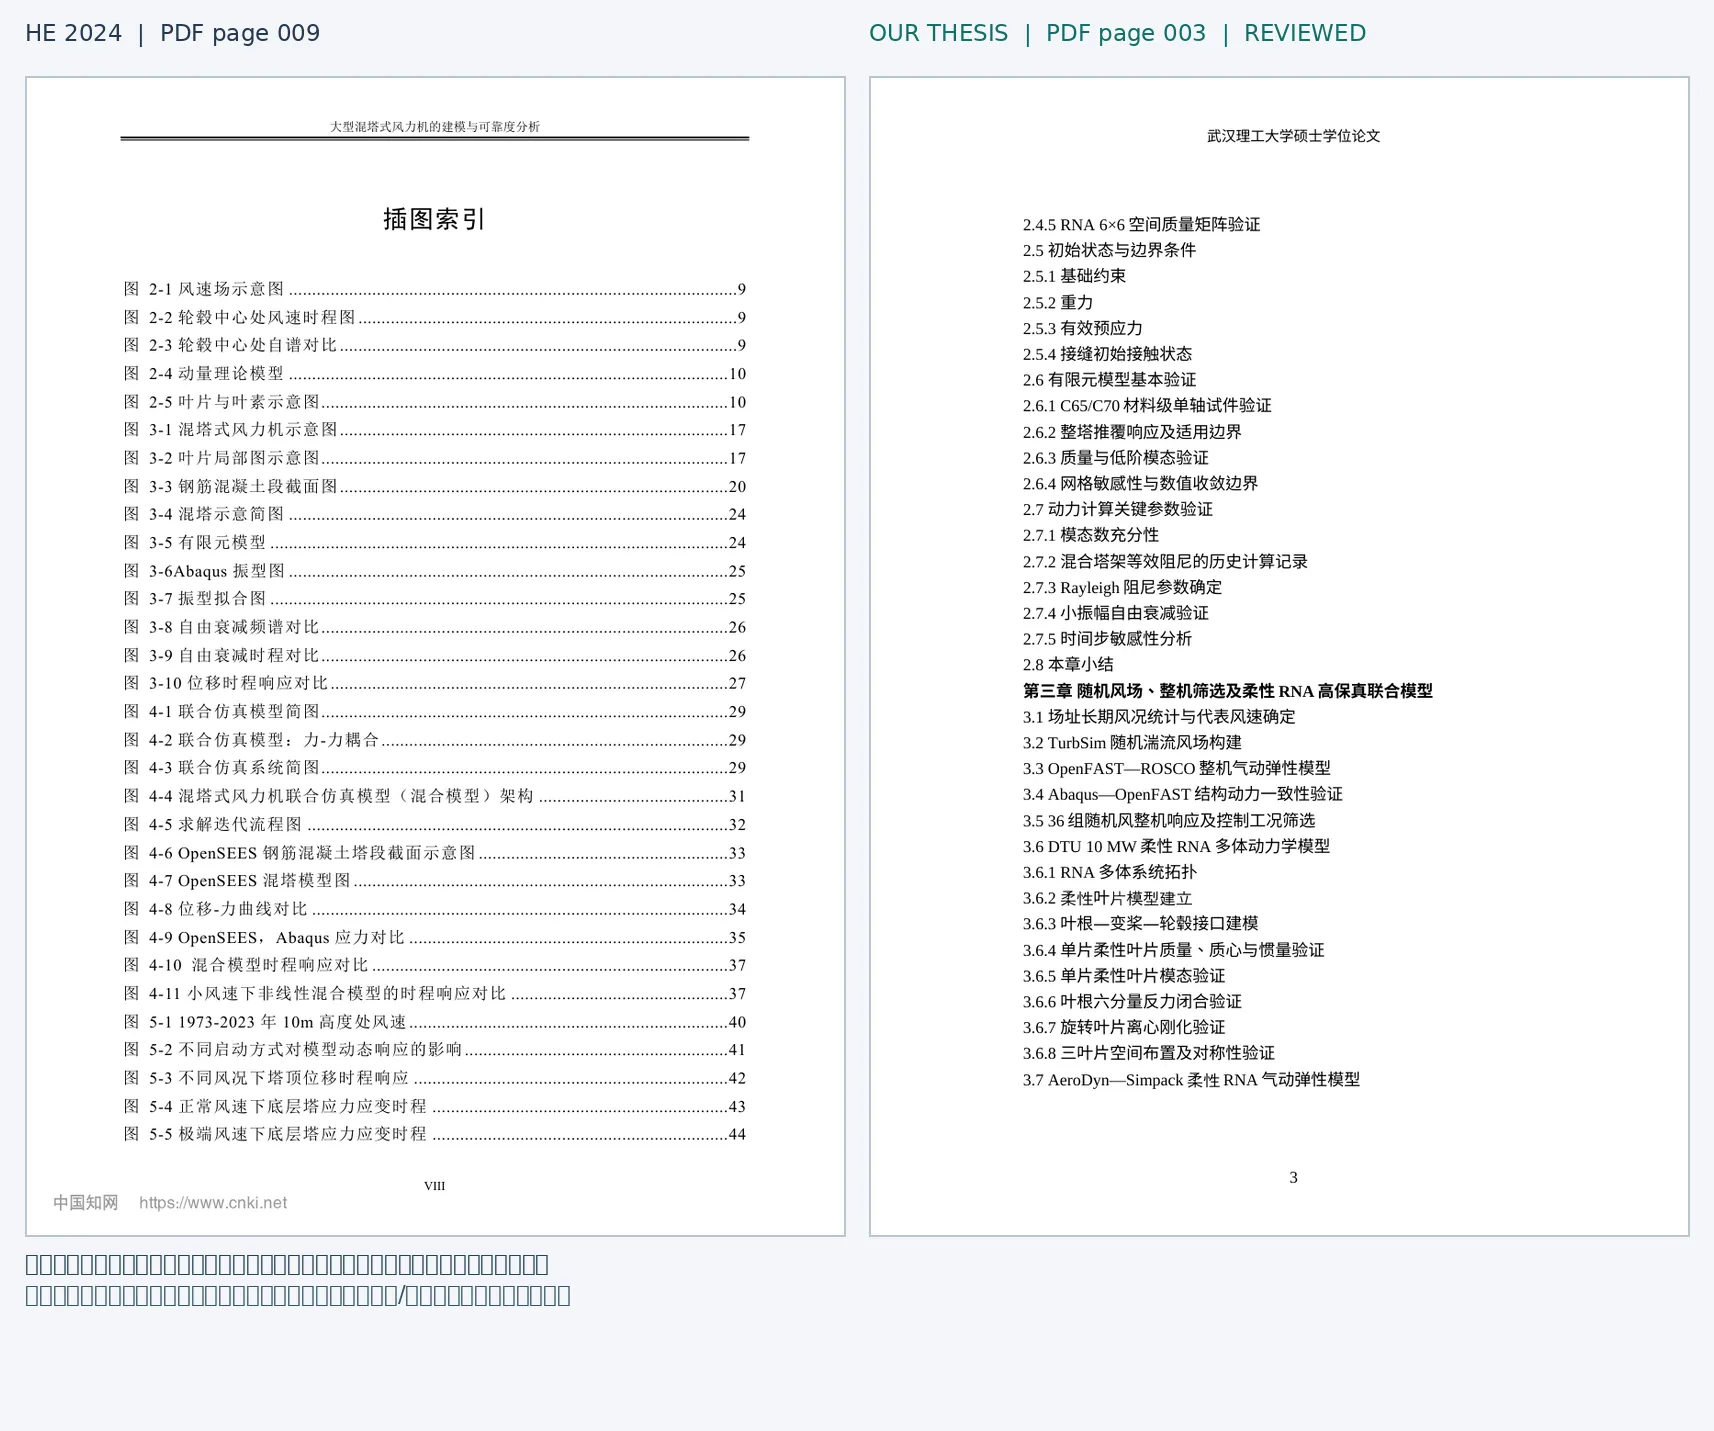 HE 2024 | PDF page 009
大型混塔式风力机的建模与可靠度分析
插图索引
图 2-1 风速场示意图 ........................................ 9
图 2-2 轮毂中心处风速时程图 ........................................ 9
图 2-3 轮毂中心处自谱对比 ........................................ 9
图 2-4 动量理论模型 ........................................ 10
图 2-5 叶片与叶素示意图 ........................................ 10
图 3-1 混塔式风力机示意图 ........................................ 17
图 3-2 叶片局部图示意图 ........................................ 17
图 3-3 钢筋混凝土段截面图 ........................................ 20
图 3-4 混塔示意简图 ........................................ 24
图 3-5 有限元模型 ........................................ 24
图 3-6Abaqus 振型图 ........................................ 25
图 3-7 振型拟合图 ........................................ 25
图 3-8 自由衰减频谱对比 ........................................ 26
图 3-9 自由衰减时程对比 ........................................ 26
图 3-10 位移时程响应对比 ........................................ 27
图 4-1 联合仿真模型简图 ........................................ 29
图 4-2 联合仿真模型：力-力耦合 ........................................ 29
图 4-3 联合仿真系统简图 ........................................ 29
图 4-4 混塔式风力机联合仿真模型（混合模型）架构 ........................................ 31
图 4-5 求解迭代流程图 ........................................ 32
图 4-6 OpenSEES 钢筋混凝土塔段截面示意图 ........................................ 33
图 4-7 OpenSEES 混塔模型图 ........................................ 33
图 4-8 位移-力曲线对比 ........................................ 34
图 4-9 OpenSEES，Abaqus 应力对比 ........................................ 35
图 4-10 混合模型时程响应对比 ........................................ 37
图 4-11 小风速下非线性混合模型的时程响应对比 ........................................ 37
图 5-1 1973-2023 年 10m 高度处风速 ........................................ 40
图 5-2 不同启动方式对模型动态响应的影响 ........................................ 41
图 5-3 不同风况下塔顶位移时程响应 ........................................ 42
图 5-4 正常风速下底层塔应力应变时程 ........................................ 43
图 5-5 极端风速下底层塔应力应变时程 ........................................ 44
VIII
中国知网 https://www.cnki.net
OUR THESIS | PDF page 003 | REVIEWED
武汉理工大学硕士学位论文
2.4.5 RNA 6×6 空间质量矩阵验证
2.5 初始状态与边界条件
2.5.1 基础约束
2.5.2 重力
2.5.3 有效预应力
2.5.4 接缝初始接触状态
2.6 有限元模型基本验证
2.6.1 C65/C70 材料级单轴试件验证
2.6.2 整塔推覆响应及适用边界
2.6.3 质量与低阶模态验证
2.6.4 网格敏感性与数值收敛边界
2.7 动力计算关键参数验证
2.7.1 模态数充分性
2.7.2 混合塔架等效阻尼的历史计算记录
2.7.3 Rayleigh 阻尼参数确定
2.7.4 小振幅自由衰减验证
2.7.5 时间步敏感性分析
2.8 本章小结
第三章 随机风场、整机筛选及柔性 RNA 高保真联合模型
3.1 场址长期风况统计与代表风速确定
3.2 TurbSim 随机湍流风场构建
3.3 OpenFAST—ROSCO 整机气动弹性模型
3.4 Abaqus—OpenFAST 结构动力一致性验证
3.5 36 组随机风整机响应及控制工况筛选
3.6 DTU 10 MW 柔性 RNA 多体动力学模型
3.6.1 RNA 多体系统拓扑
3.6.2 柔性叶片模型建立
3.6.3 叶根—变桨—轮毂接口建模
3.6.4 单片柔性叶片质量、质心与惯量验证
3.6.5 单片柔性叶片模态验证
3.6.6 叶根六分量反力闭合验证
3.6.7 旋转叶片离心刚化验证
3.6.8 三叶片空间布置及对称性验证
3.7 AeroDyn—Simpack 柔性 RNA 气动弹性模型
3